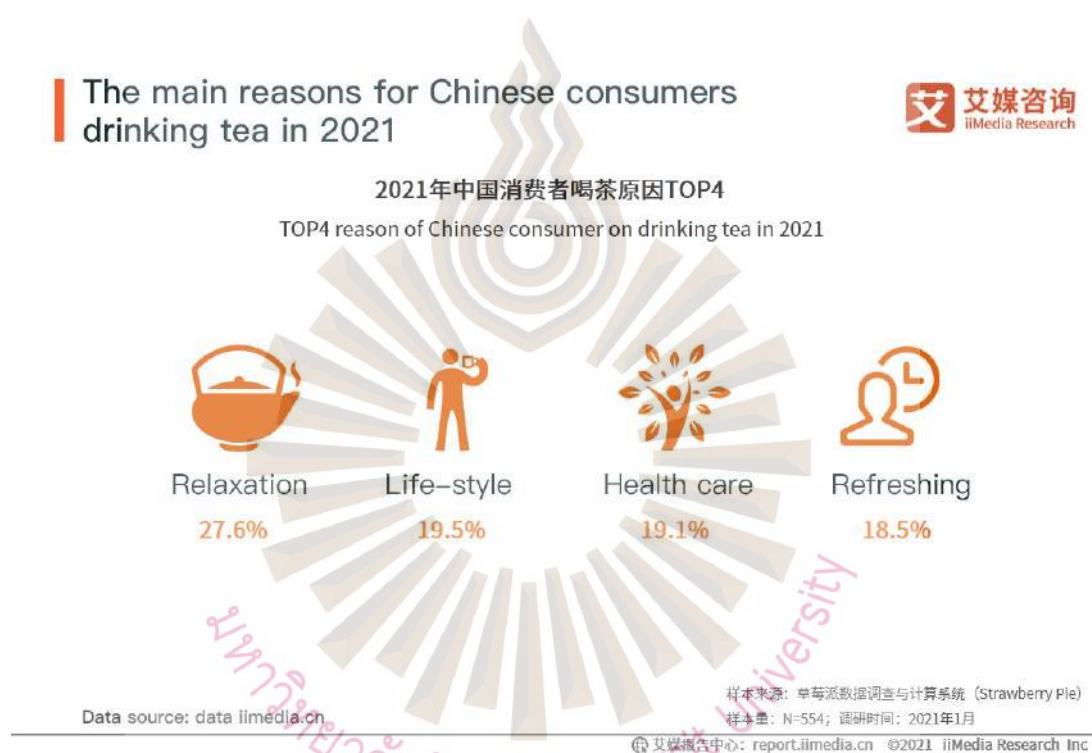 The main reasons for Chinese consumers
drinking tea in 2021
艾媒咨询
iiMedia Research
2021年中国消费者喝茶原因TOP4
TOP4 reason of Chinese consumer on drinking tea in 2021
Relaxation
Life-style
Health care
Refreshing
27.6%
19.5%
19.1%
18.5%
样本来源：草莓派数据调查与计算系统（Strawberry Pie）
Data source: data iimedia.cn
样本量：N=554；调研时间：2021年1月
艾媒报告中心：report.iimedia.cn ©2021 iiMedia Research Inc
University